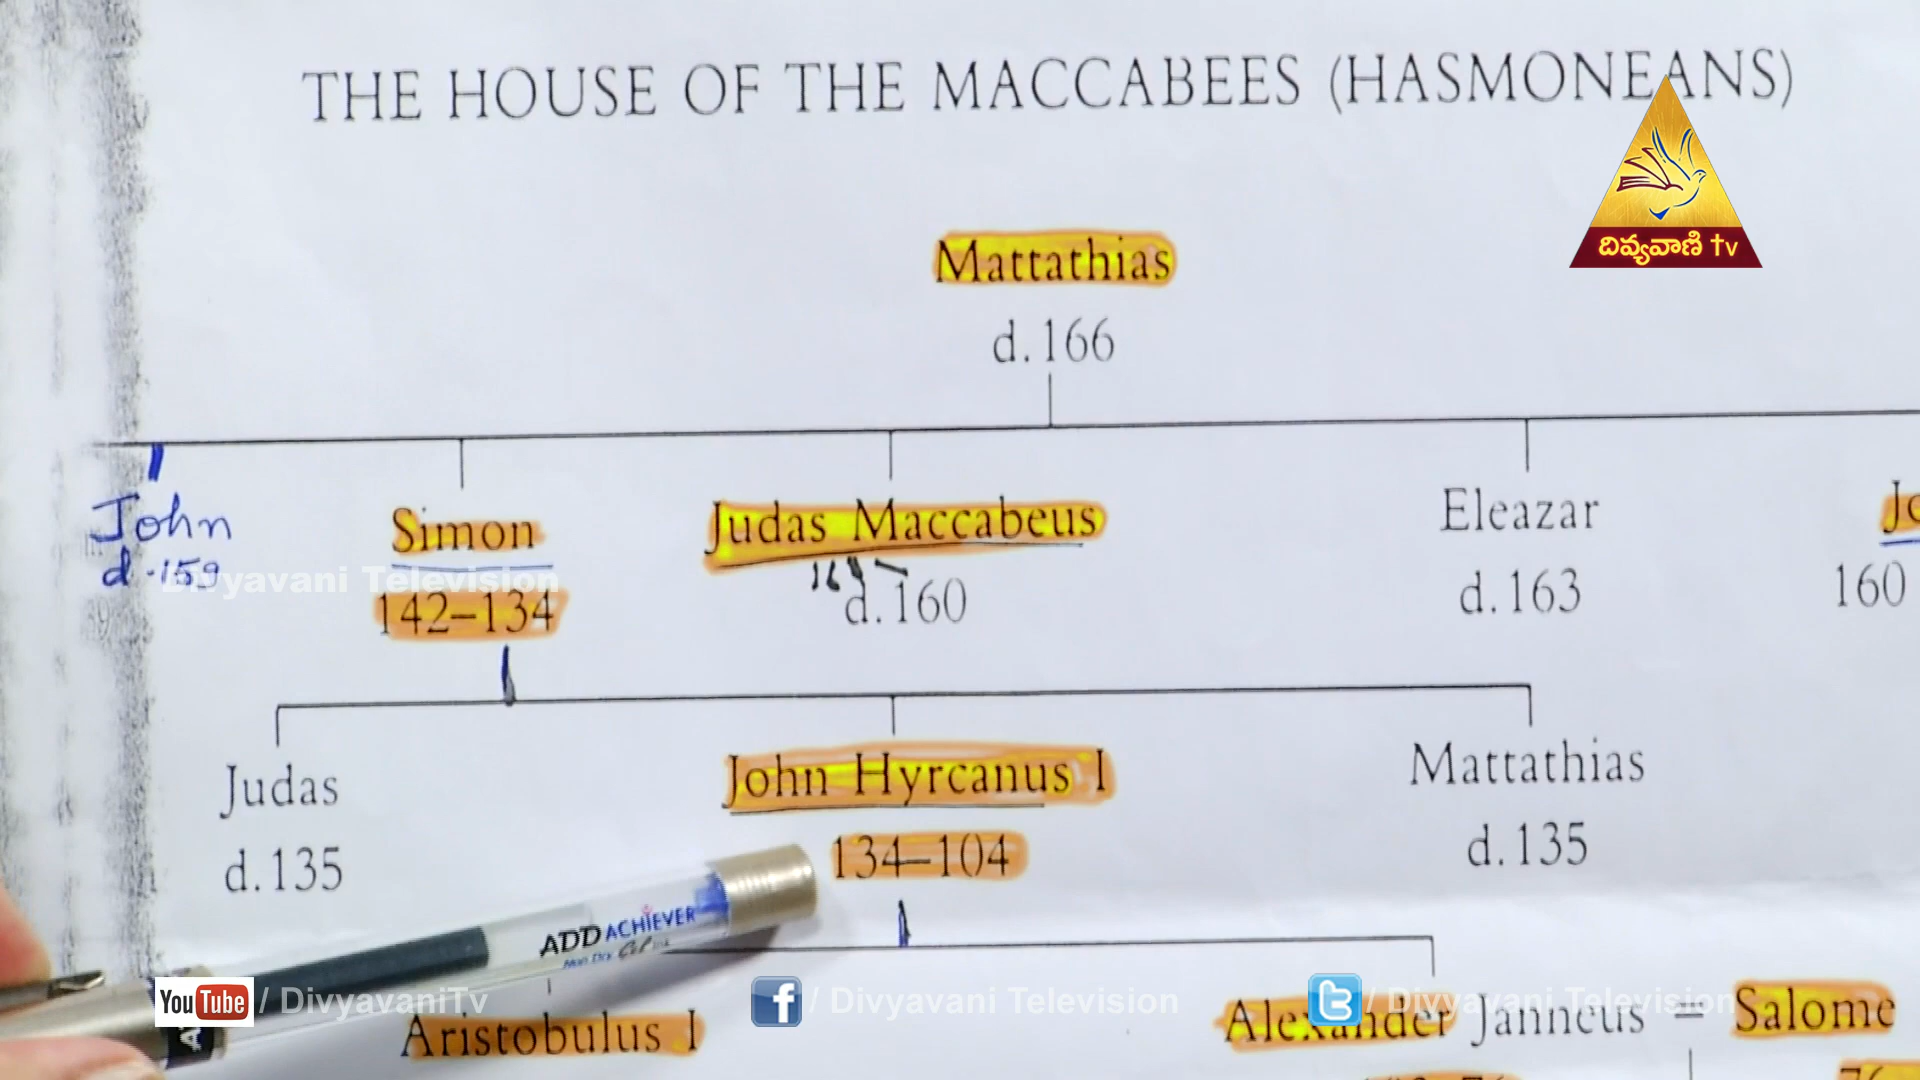 THE HOUSE OF THE MACCABEES (HASMONEANS)
దివ్యవాణి tv
Mattathias
d.166
John
d.159
Simon
142–134
Judas Maccabeus
d.160
Eleazar
d.163
160
Divyavani Television
Judas
d.135
John Hyrcanus I
134–104
Mattathias
d.135
ADD ACHIEVER
YouTube / DivyavaniTv
/ Divyavani Television
/ Divyavani Television
Aristobulus I
Alexander Janneus = Salome